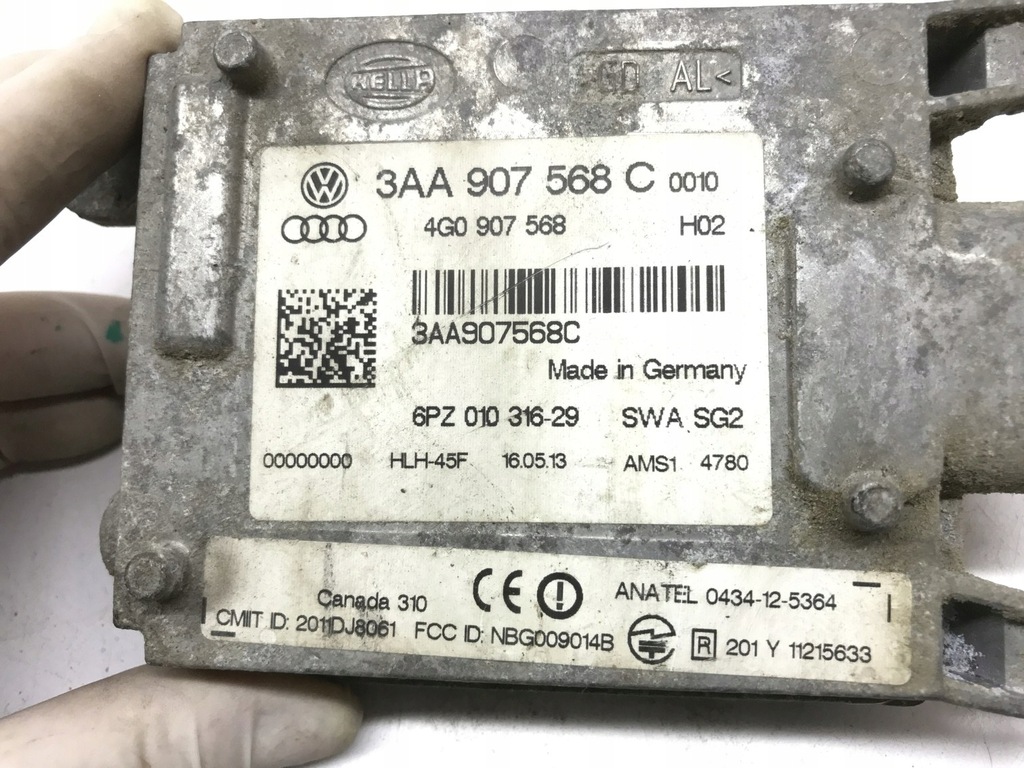 HELLA
GD AL<
3AA 907 568 C 0010
4G0 907 568 H02
3AA907568C
Made in Germany
6PZ 010 316-29 SWA SG2
00000000 HLH-45F 16.05.13 AMS1 4780
Canada 310 CE ANATEL 0434-12-5364
CMIIT ID: 2011DJ8061 FCC ID: NBG009014B R 201 Y 11215633